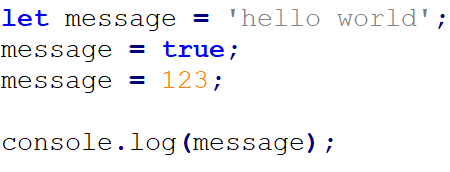 let message = 'hello world';
message = true;
message = 123;
console.log(message);